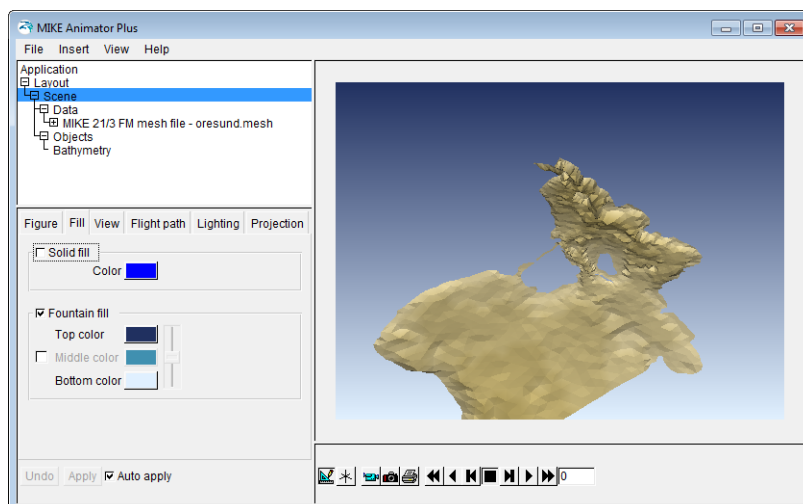 MIKE Animator Plus
File Insert View Help
Application
Layout
Scene
Data
MIKE 21/3 FM mesh file - oresund.mesh
Objects
Bathymetry
Figure Fill View Flight path Lighting Projection
Solid fill
Color
Fountain fill
Top color
Middle color
Bottom color
Undo Apply Auto apply
0